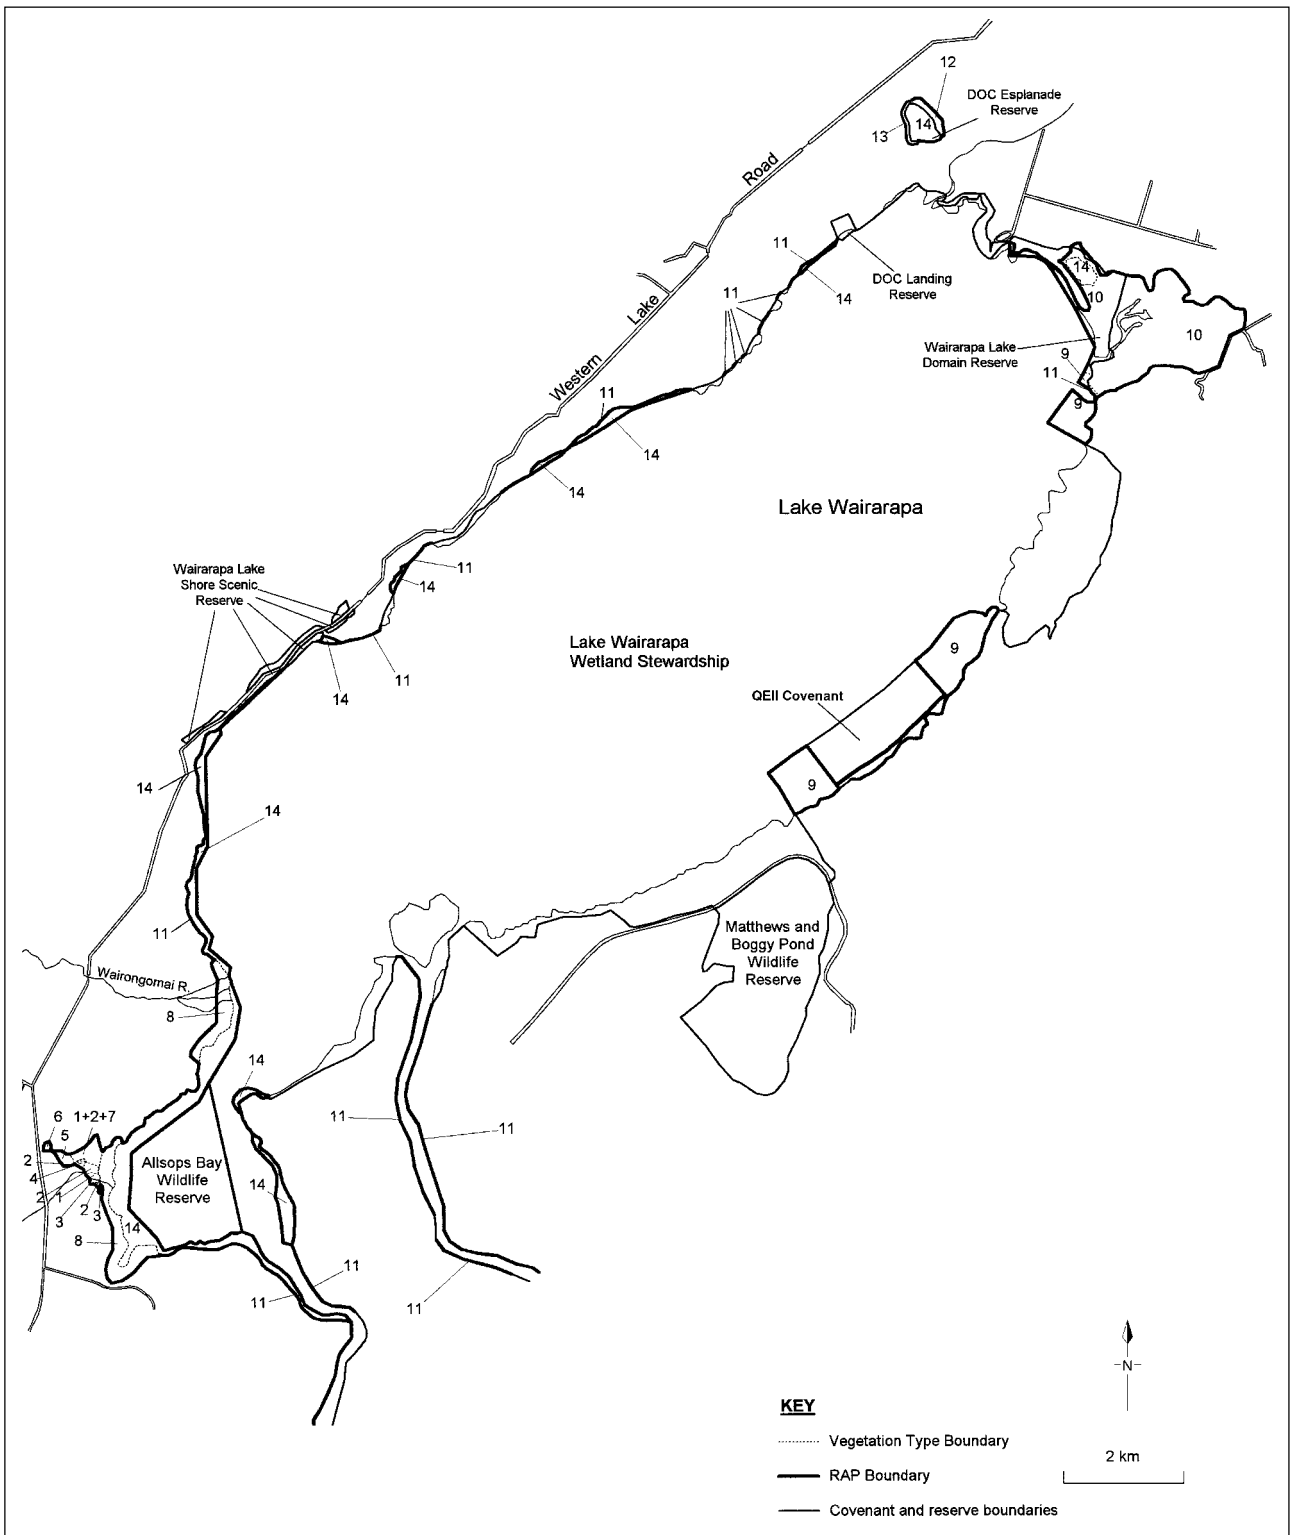 12
DOC Esplanade
Reserve
14
13
Road
11
DOC Landing
Reserve
14
14
10
11
Lake
10
Wairarapa Lake
Domain Reserve
9
11
9
Western
11
14
14
Lake Wairarapa
Wairarapa Lake
Shore Scenic
Reserve
11
14
Lake Wairarapa
Wetland Stewardship
9
14
11
QEII Covenant
14
9
14
11
Matthews and
Boggy Pond
Wildlife
Reserve
Wairongomai R.
8
14
6
1+2+7
5
11
11
2
4
Allsops Bay
Wildlife
Reserve
2
1
14
3
2
3
14
8
11
11
11
N
KEY
Vegetation Type Boundary
2 km
RAP Boundary
Covenant and reserve boundaries